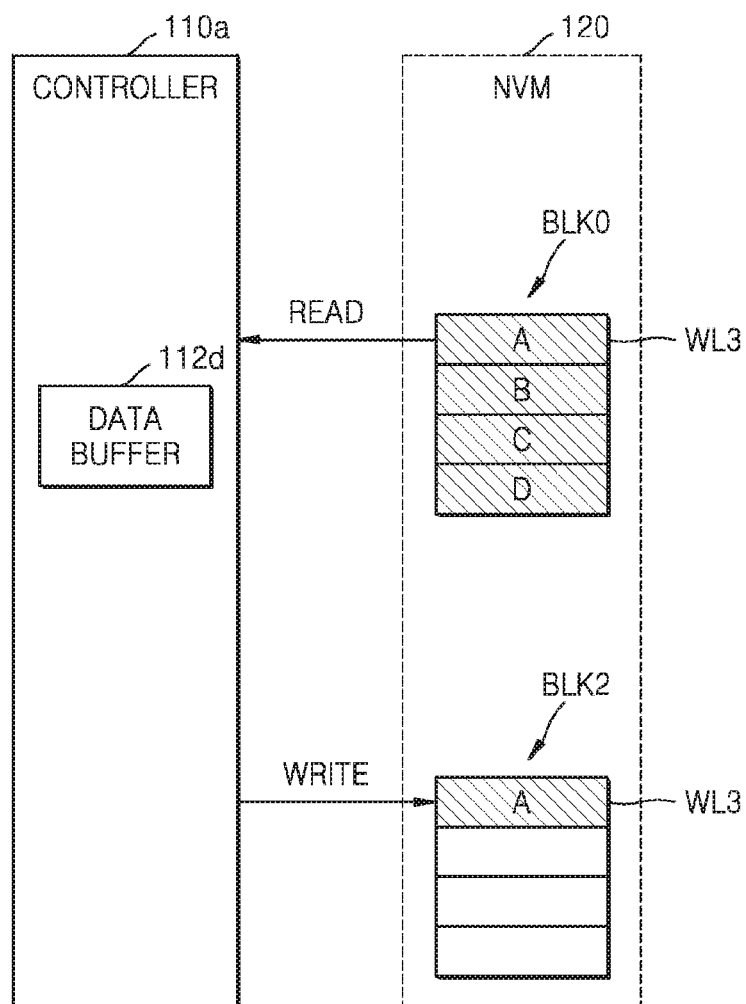 110a
120
CONTROLLER
NVM
BLK0
READ
A
WL3
112d
B
DATA
BUFFER
C
D
BLK2
WRITE
A
WL3